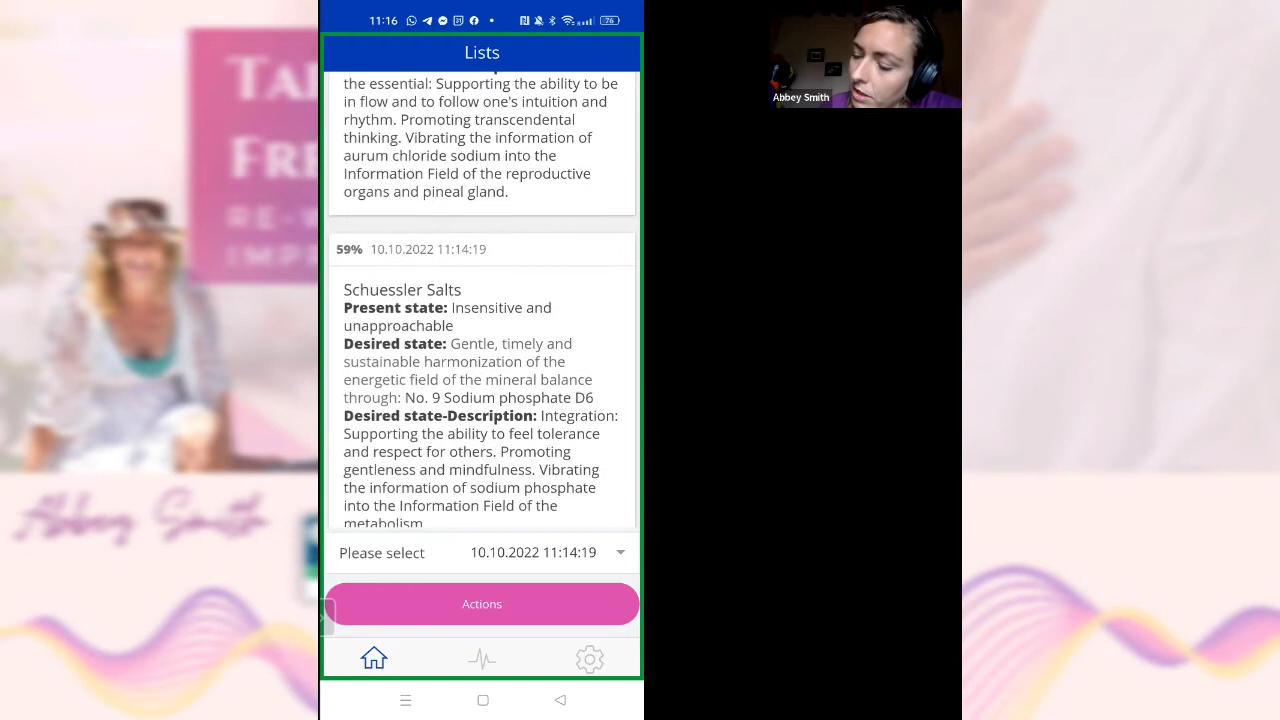 11:16
31
76
Lists
the essential: Supporting the ability to be
in flow and to follow one's intuition and
rhythm. Promoting transcendental
thinking. Vibrating the information of
aurum chloride sodium into the
Information Field of the reproductive
organs and pineal gland.
59% 10.10.2022 11:14:19
Schuessler Salts
Present state: Insensitive and
unapproachable
Desired state: Gentle, timely and
sustainable harmonization of the
energetic field of the mineral balance
through: No. 9 Sodium phosphate D6
Desired state-Description: Integration:
Supporting the ability to feel tolerance
and respect for others. Promoting
gentleness and mindfulness. Vibrating
the information of sodium phosphate
into the Information Field of the
metabolism
Please select 10.10.2022 11:14:19
Actions
Abbey Smith
Abbey Smith